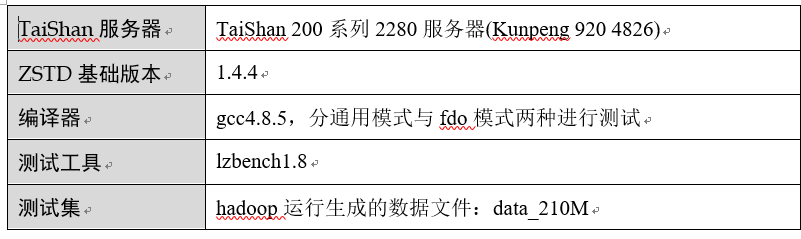 TaiShan 服务器 TaiShan 200 系列 2280 服务器(Kunpeng 920 4826)
ZSTD 基础版本 1.4.4
编译器 gcc4.8.5，分通用模式与 fdo 模式两种进行测试
测试工具 lzbench1.8
测试集 hadoop 运行生成的数据文件：data_210M